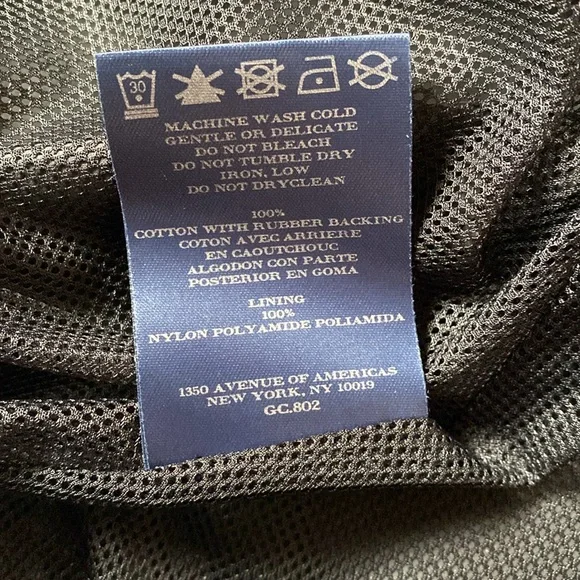 30
MACHINE WASH COLD
GENTLE OR DELICATE
DO NOT BLEACH
DO NOT TUMBLE DRY
IRON, LOW
DO NOT DRYCLEAN
100%
COTTON WITH RUBBER BACKING
COTON AVEC ARRIERE
EN CAOUTCHOUC
ALGODON CON PARTE
POSTERIOR EN GOMA
LINING
100%
NYLON POLYAMIDE POLIAMIDA
1350 AVENUE OF AMERICAS
NEW YORK, NY 10019
GC.802